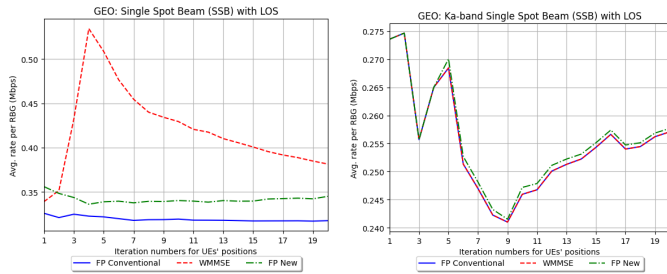 GEO: Single Spot Beam (SSB) with LOS
Avg. rate per RBG (Mbps)
0.50
0.45
0.40
0.35
1 3 5 7 9 11 13 15 17 19
Iteration numbers for UEs' positions
FP Conventional WMMSE FP New
GEO: Ka-band Single Spot Beam (SSB) with LOS
Avg. rate per RBG (Mbps)
0.275
0.270
0.265
0.260
0.255
0.250
0.245
0.240
1 3 5 7 9 11 13 15 17 19
Iteration numbers for UEs' positions
FP Conventional WMMSE FP New